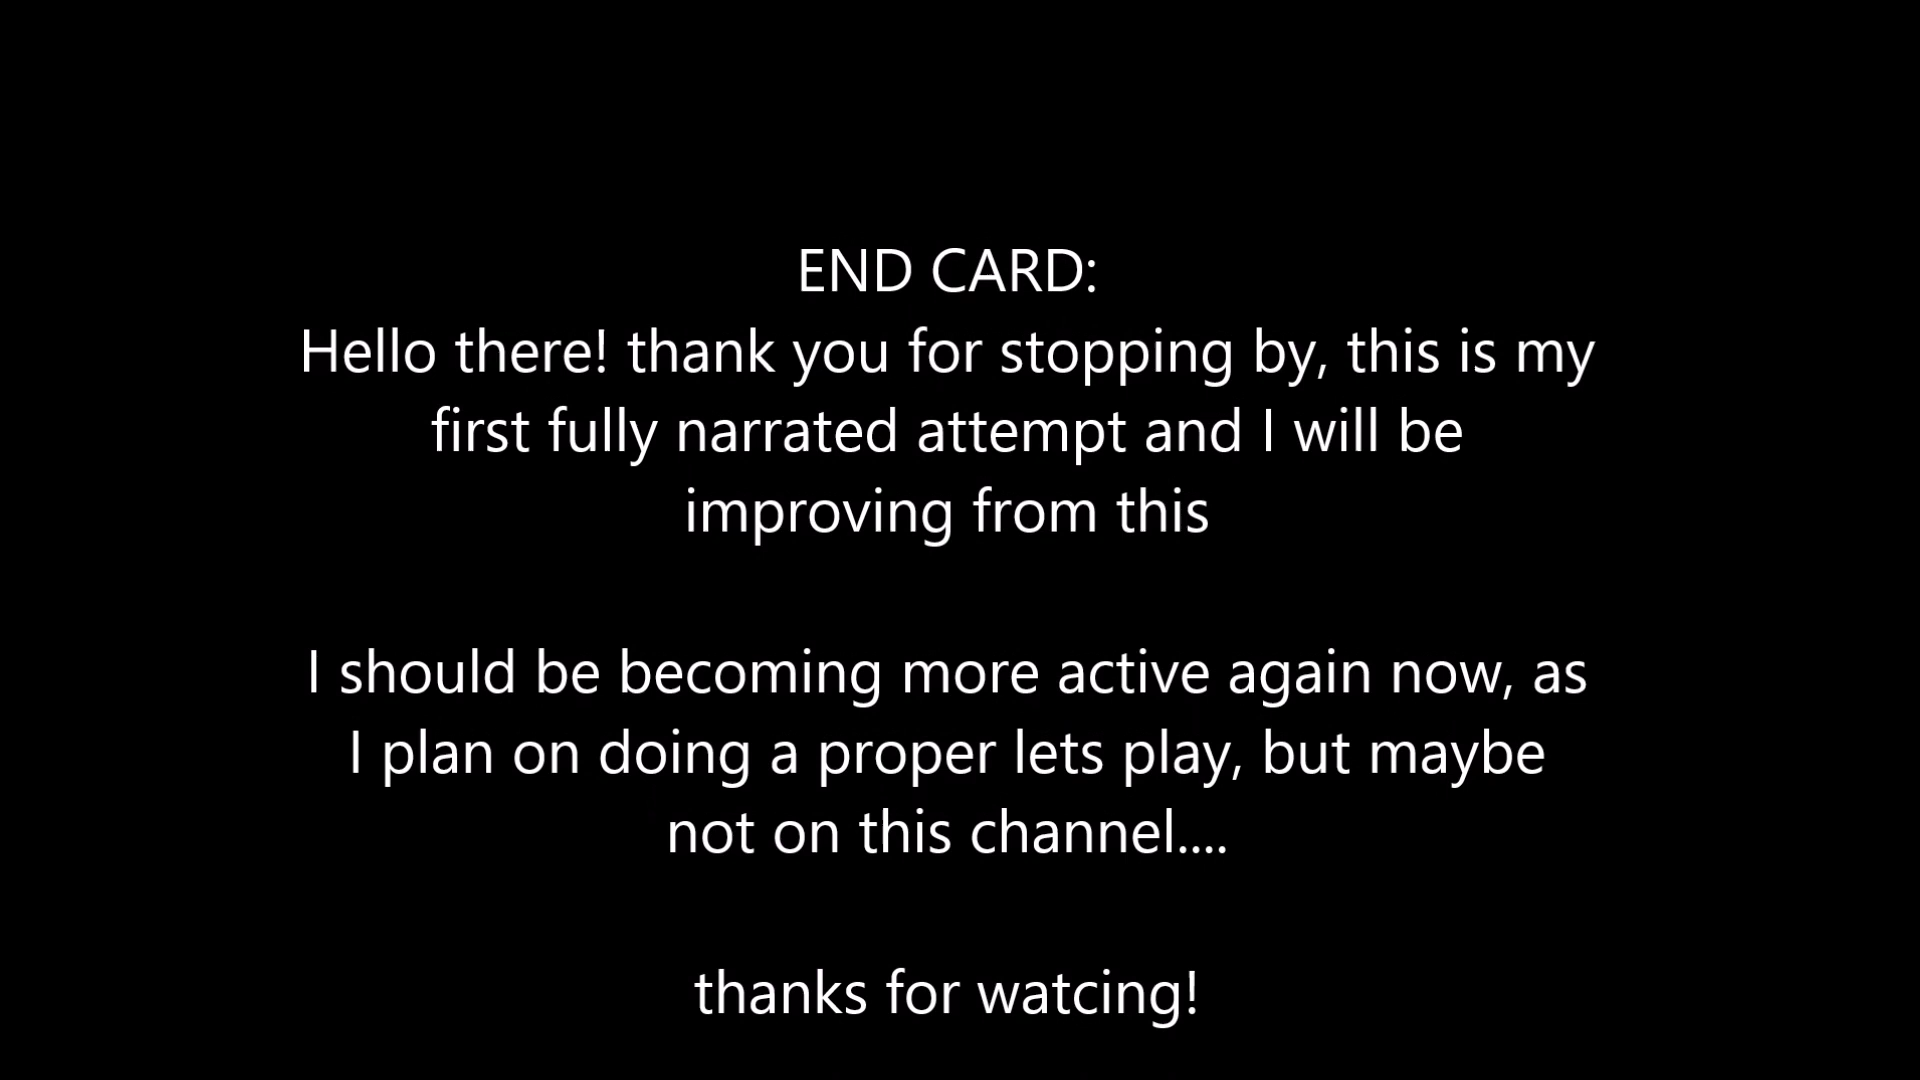 END CARD:
Hello there! thank you for stopping by, this is my
first fully narrated attempt and I will be
improving from this
I should be becoming more active again now, as
I plan on doing a proper lets play, but maybe
not on this channel....
thanks for watcing!